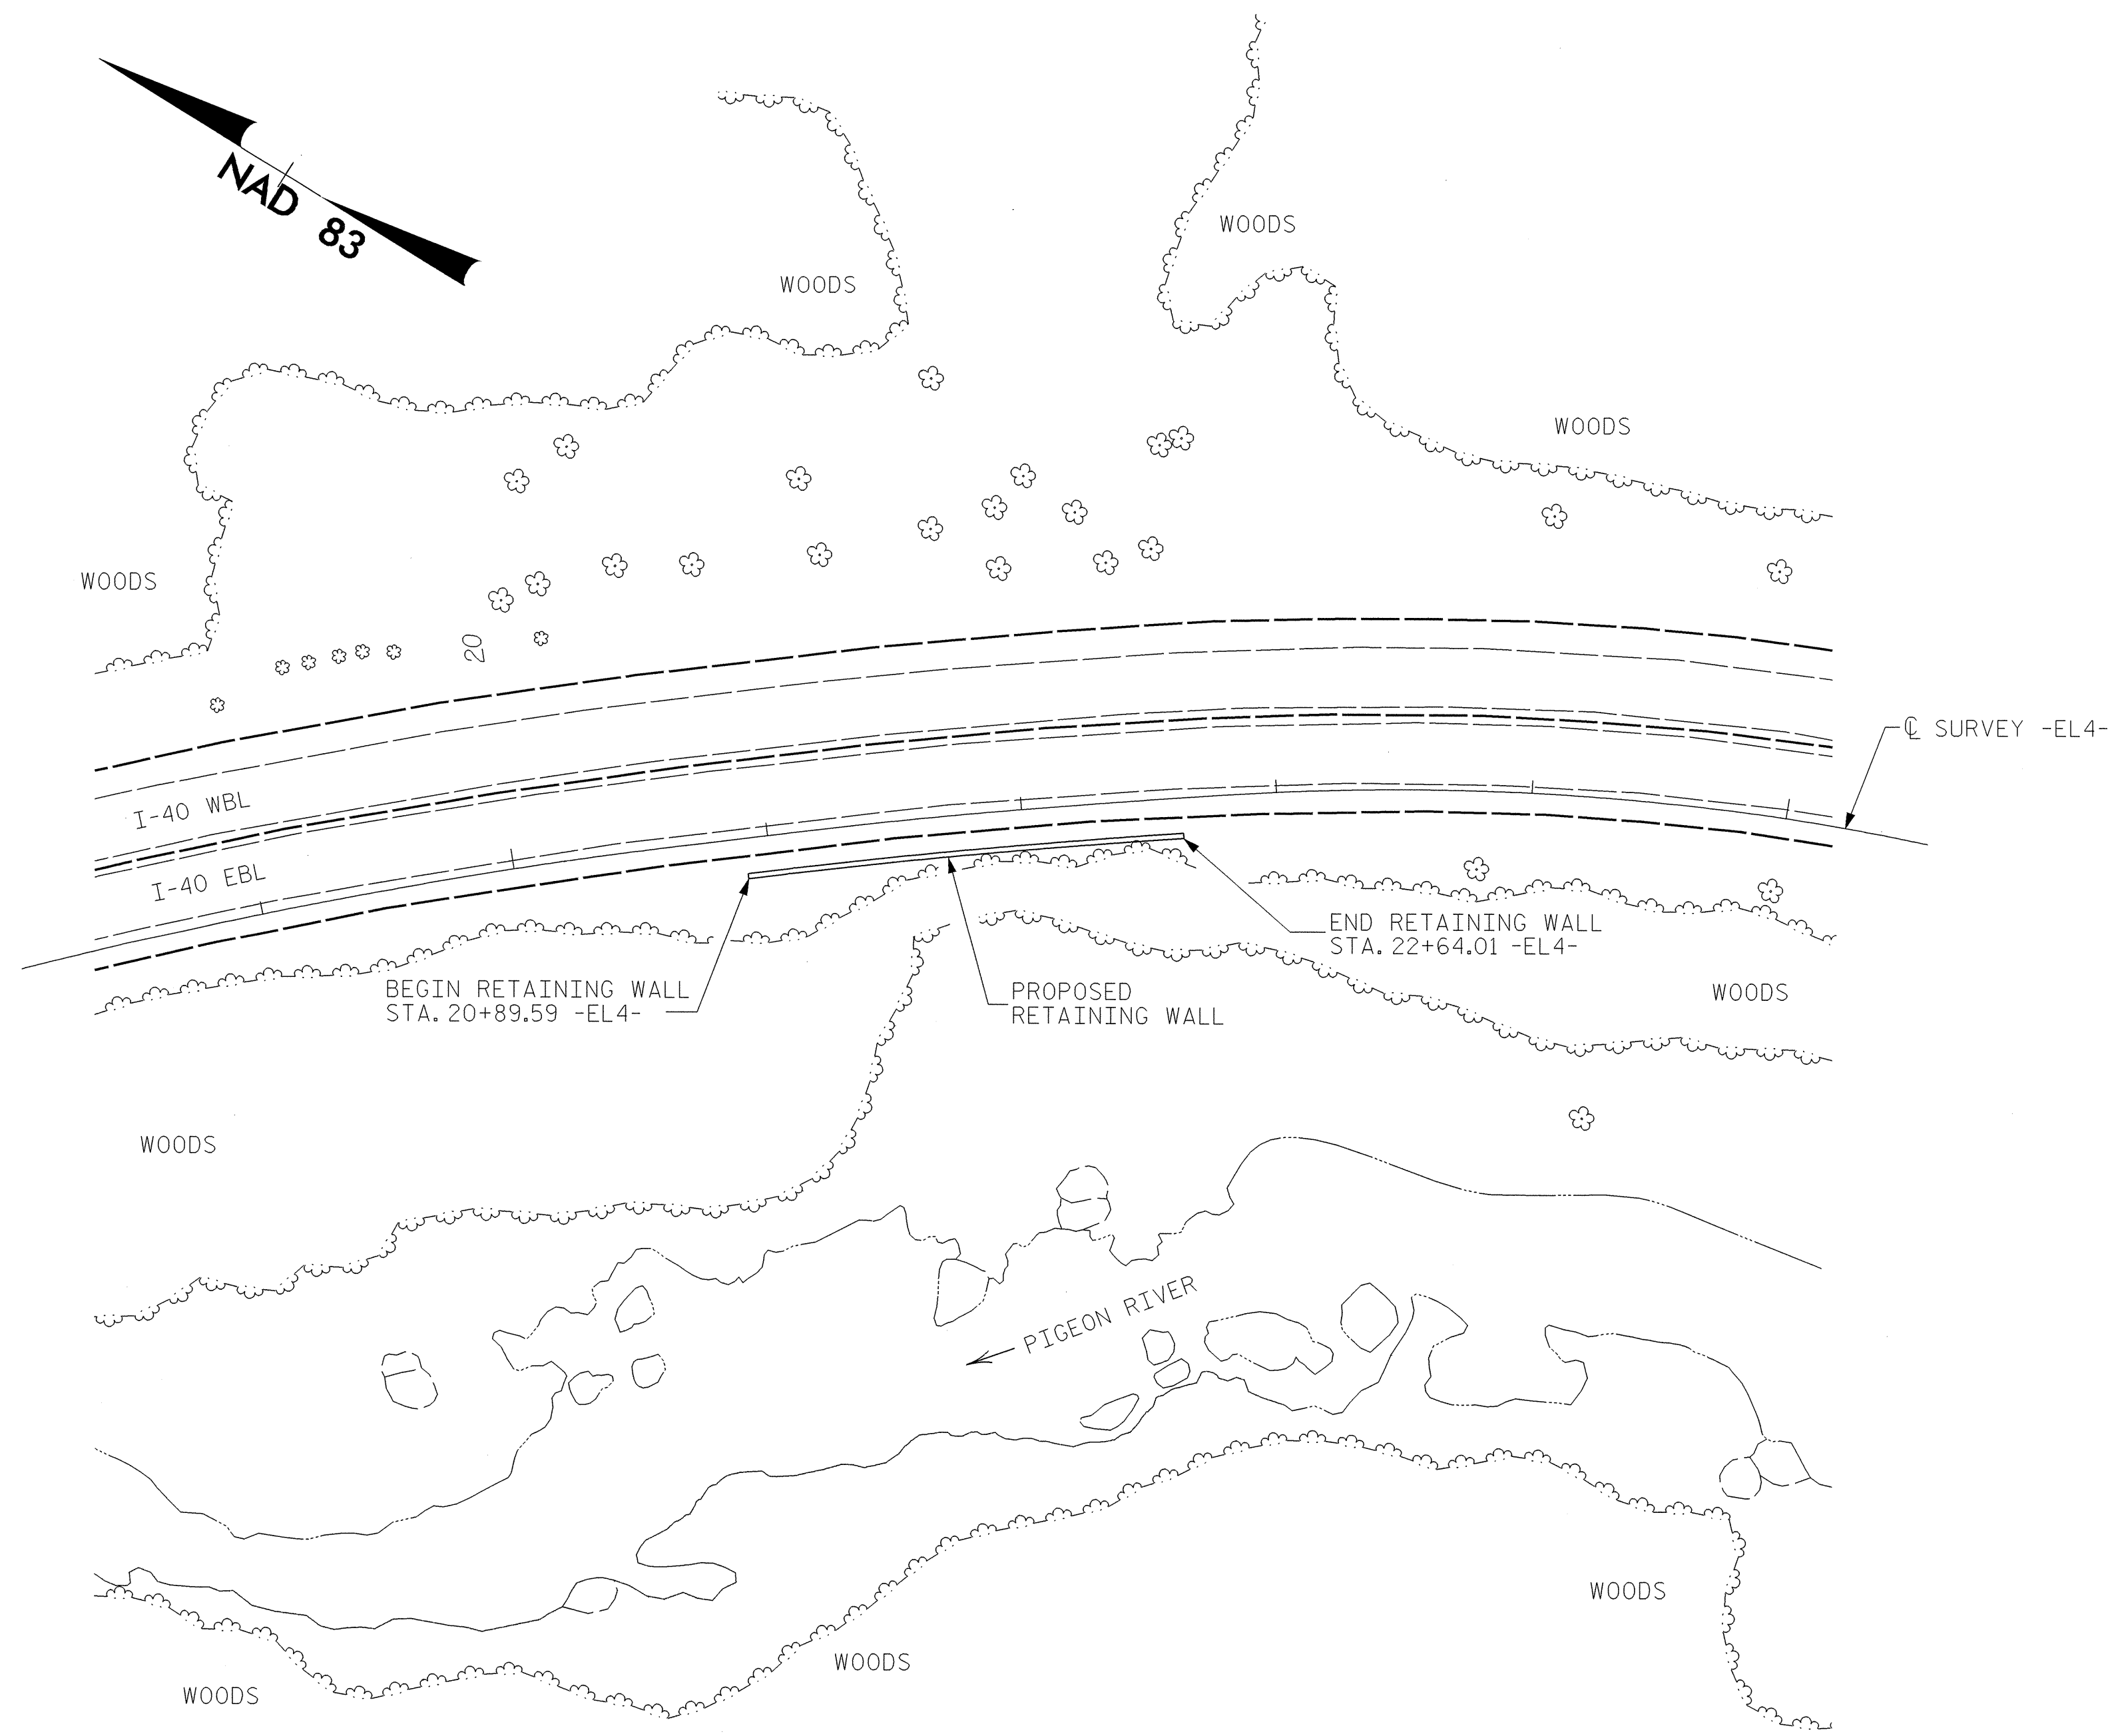 NAD 83
WOODS
WOODS
WOODS
WOODS
20
℄ SURVEY -EL4-
I-40 WBL
I-40 EBL
END RETAINING WALL
STA. 22+64.01 -EL4-
BEGIN RETAINING WALL
STA. 20+89.59 -EL4-
PROPOSED
RETAINING WALL
WOODS
WOODS
PIGEON RIVER
WOODS
WOODS
WOODS